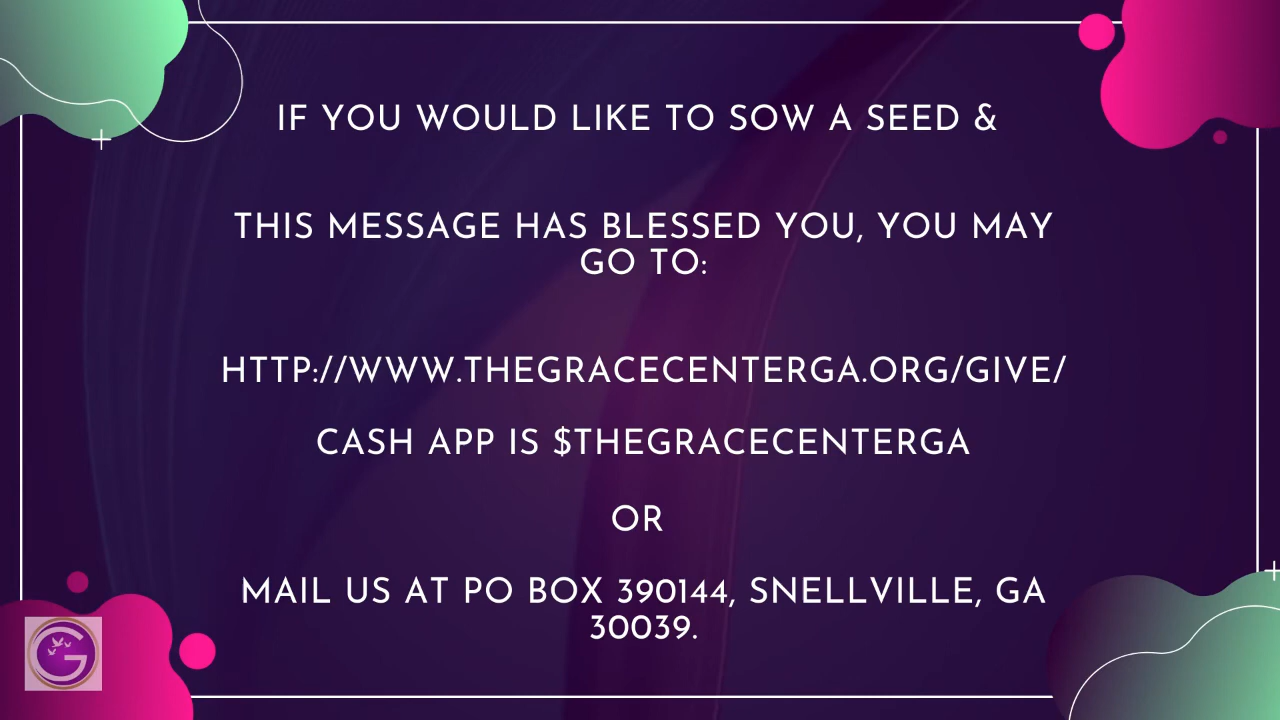 IF YOU WOULD LIKE TO SOW A SEED &
THIS MESSAGE HAS BLESSED YOU, YOU MAY
GO TO:
HTTP://WWW.THEGRACECENTERGA.ORG/GIVE/
CASH APP IS $THEGRACECENTERGA
OR
MAIL US AT PO BOX 390144, SNELLVILLE, GA
30039.
G